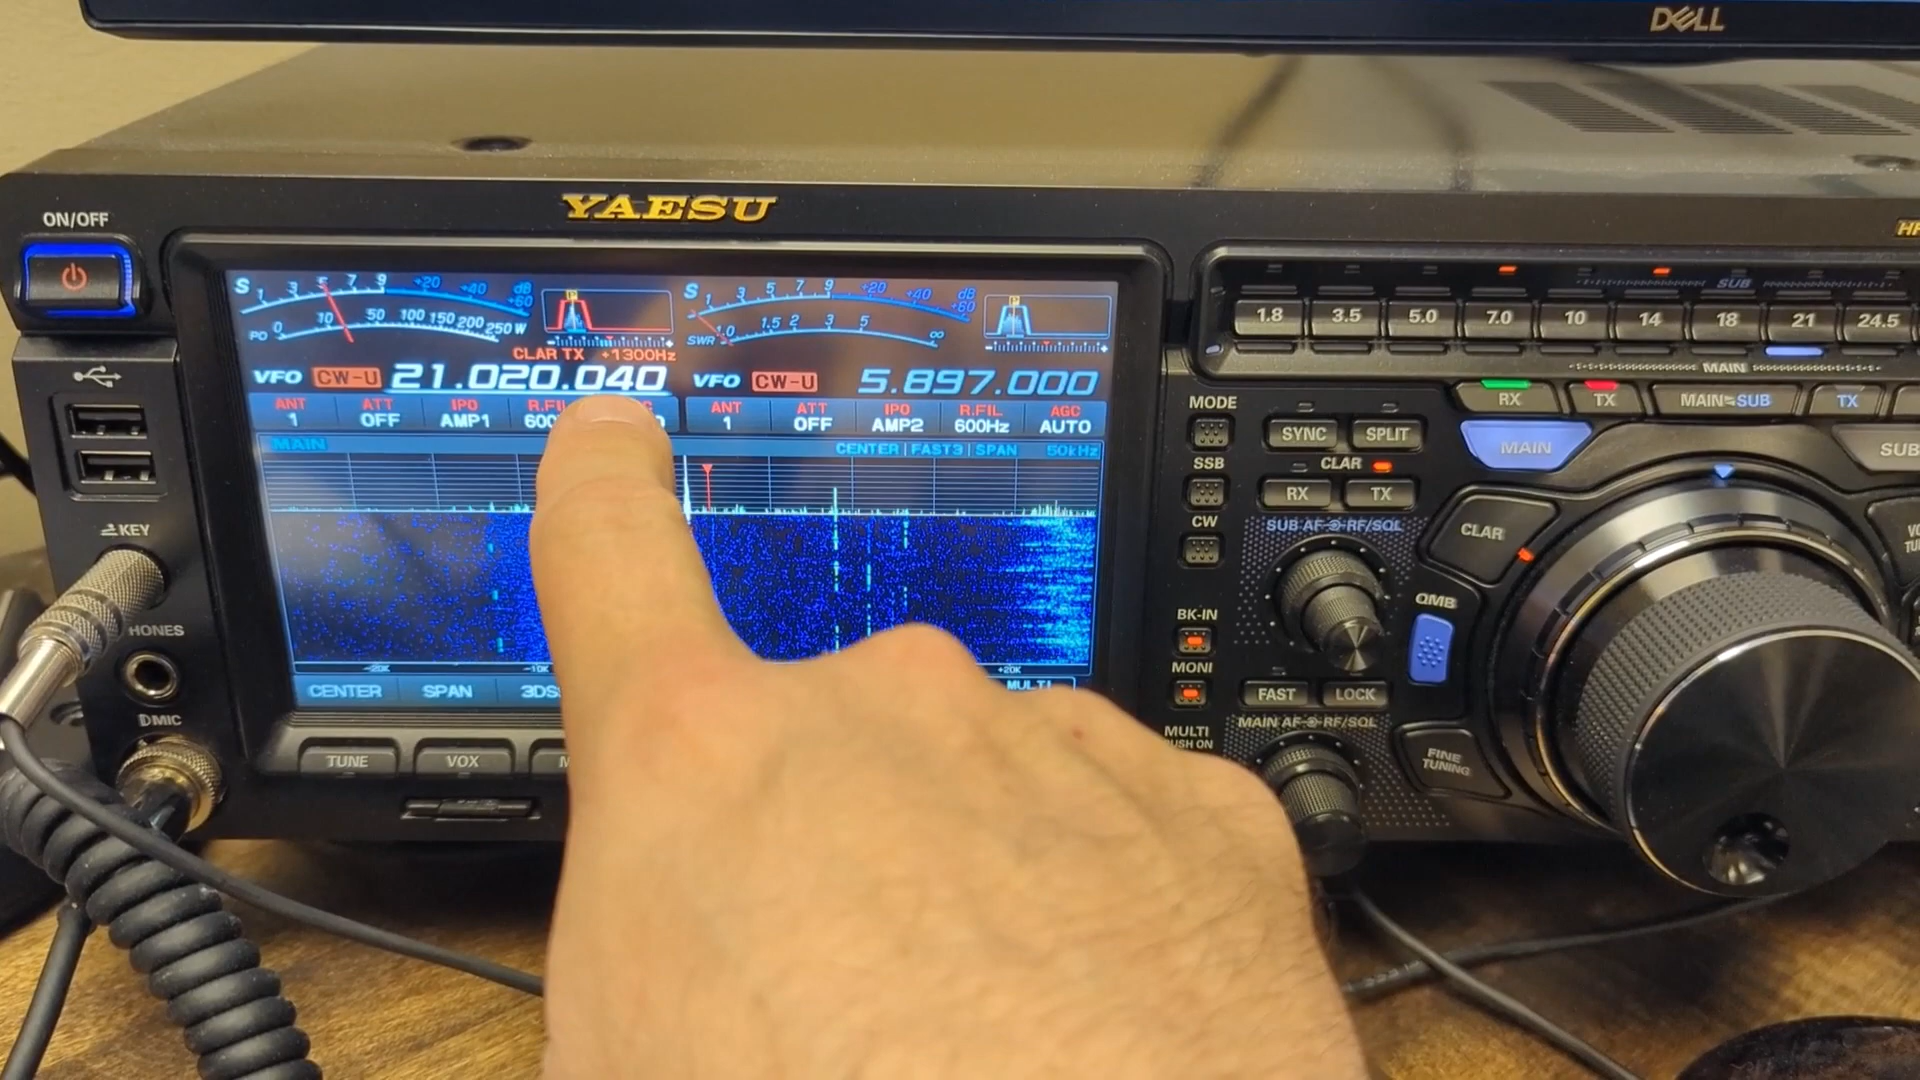 DELL
YAESU
HF
ON/OFF
S 1 3 5 7 9 +20 +40 +60 dB
PO 0 10 50 100 150 200 250 W
S 1 3 5 7 9 +20 +40 +60 dB
SWR 1.0 1.5 2 3 5 ∞
CLAR TX +1300Hz
VFO CW-U 21.020.040
VFO CW-U 5.897.000
ANT ATT IPO R.FIL
1 OFF AMP1 600
ANT ATT IPO R.FIL AGC
1 OFF AMP2 600Hz AUTO
MAIN
CENTER FAST3 SPAN 50kHz
-20K -10K +20K
CENTER SPAN 3DSS MULTI
TUNE VOX M
KEY
HONES
MIC
SUB
1.8 3.5 5.0 7.0 10 14 18 21 24.5
MAIN
RX TX MAIN SUB TX
MODE
SYNC SPLIT
MAIN SUB
SSB
CLAR
RX TX
CW
SUB AF RF/SQL
CLAR
QMB
BK-IN
MONI
FAST LOCK
MAIN AF RF/SQL
MULTI
PUSH ON
FINE
TUNING